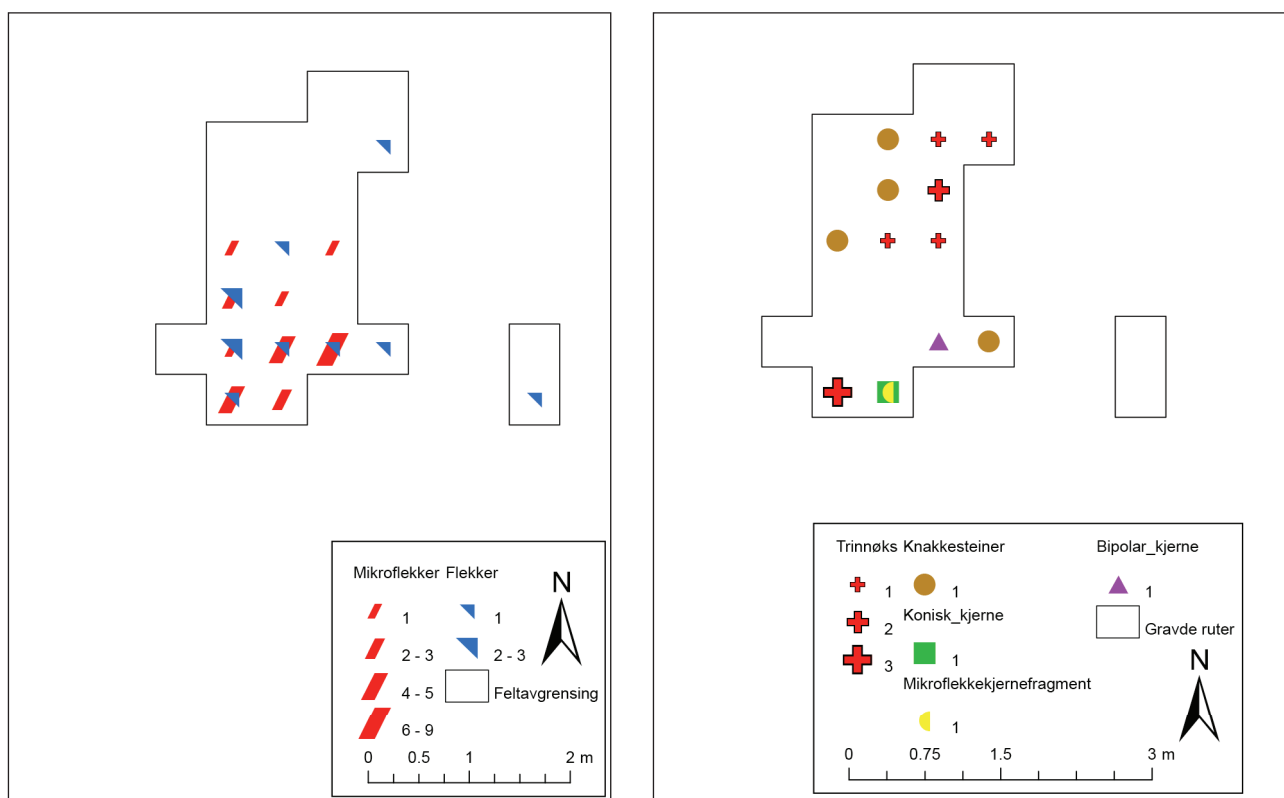 Mikroflekker Flekker
N
1 1
2 - 3 2 - 3
4 - 5 Feltavgrensing
6 - 9
0 0.5 1 2 m
Trinnøks Knakkesteiner Bipolar_kjerne
1 1 1
Konisk_kjerne
2 Gravde ruter
3 1
N
Mikroflekkekjernefragment
1
0 0.75 1.5 3 m